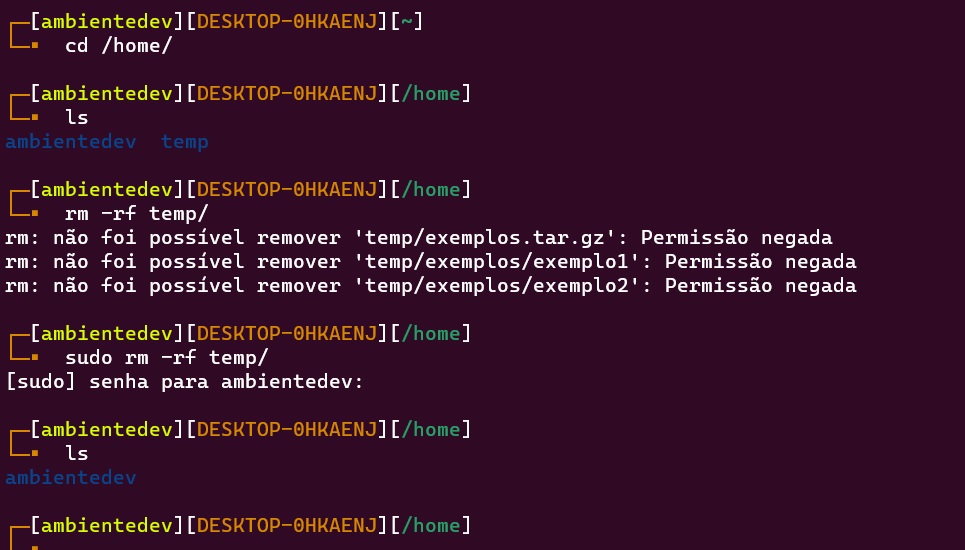 [ambientedev][DESKTOP-0HKAENJ][~]
cd /home/
[ambientedev][DESKTOP-0HKAENJ][/home]
ls
ambientedev  temp
[ambientedev][DESKTOP-0HKAENJ][/home]
rm -rf temp/
rm: não foi possível remover 'temp/exemplos.tar.gz': Permissão negada
rm: não foi possível remover 'temp/exemplos/exemplo1': Permissão negada
rm: não foi possível remover 'temp/exemplos/exemplo2': Permissão negada
[ambientedev][DESKTOP-0HKAENJ][/home]
sudo rm -rf temp/
[sudo] senha para ambientedev:
[ambientedev][DESKTOP-0HKAENJ][/home]
ls
ambientedev
[ambientedev][DESKTOP-0HKAENJ][/home]